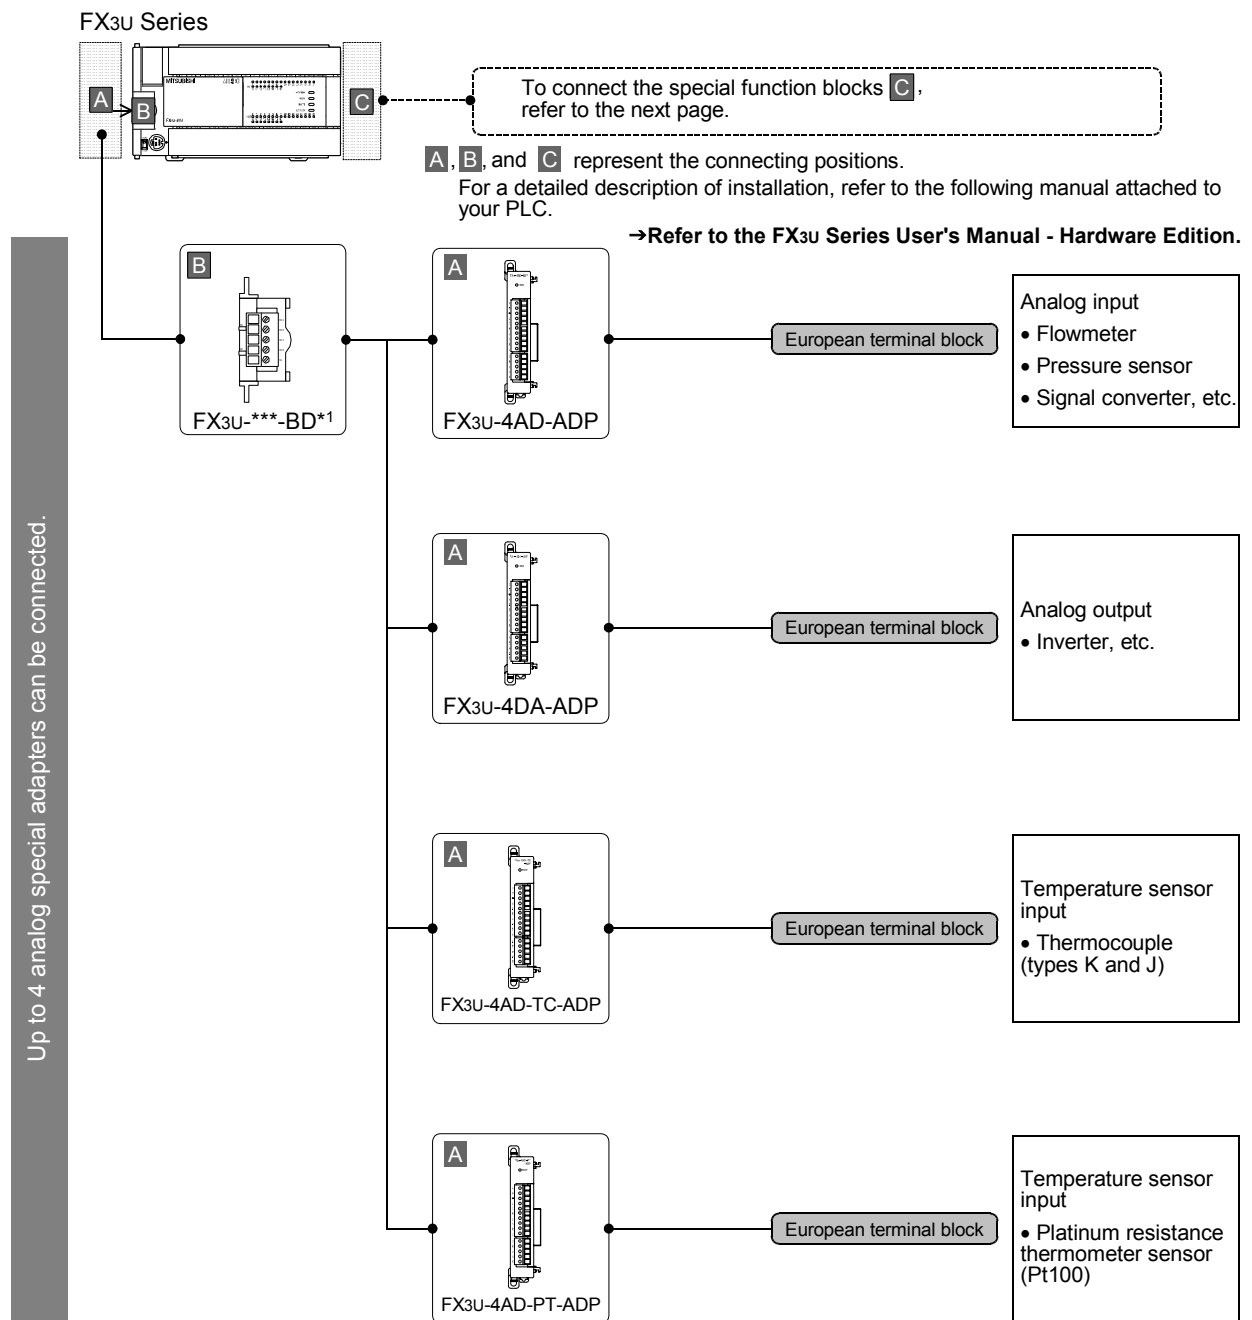 FX3U Series
MITSUBISHI
A
B
C
To connect the special function blocks C,
refer to the next page.
A, B, and C represent the connecting positions.
For a detailed description of installation, refer to the following manual attached to
your PLC.
→Refer to the FX3U Series User's Manual - Hardware Edition.
Up to 4 analog special adapters can be connected.
B
FX3U-***-BD*1
A
FX3U-4AD-ADP
European terminal block
Analog input
• Flowmeter
• Pressure sensor
• Signal converter, etc.
A
FX3U-4DA-ADP
European terminal block
Analog output
• Inverter, etc.
A
FX3U-4AD-TC-ADP
European terminal block
Temperature sensor
input
• Thermocouple
(types K and J)
A
FX3U-4AD-PT-ADP
European terminal block
Temperature sensor
input
• Platinum resistance
thermometer sensor
(Pt100)